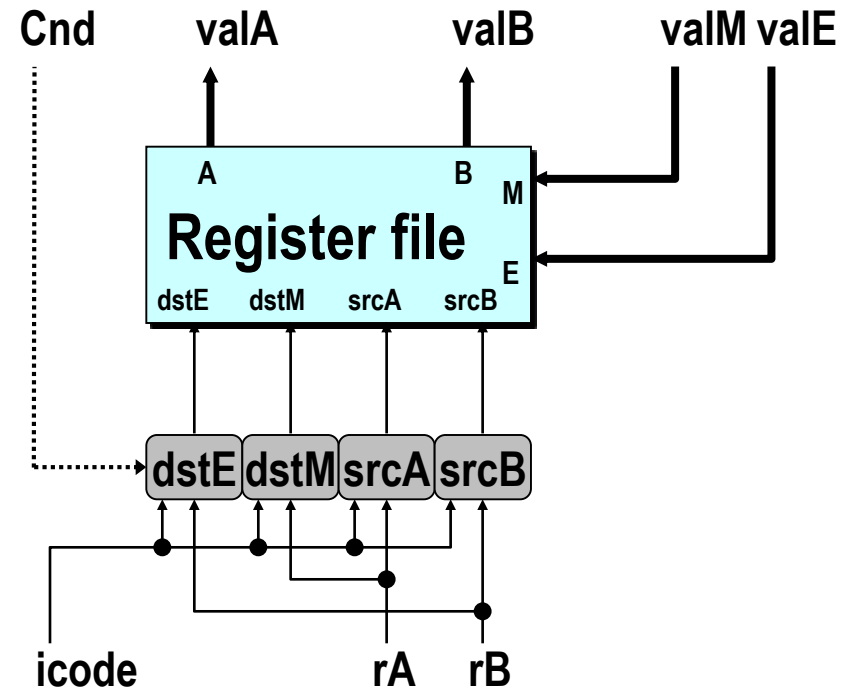 Cnd valA valB valM valE
A B
M
Register file
E
dstE dstM srcA srcB
dstE dstM srcA srcB
icode rA rB